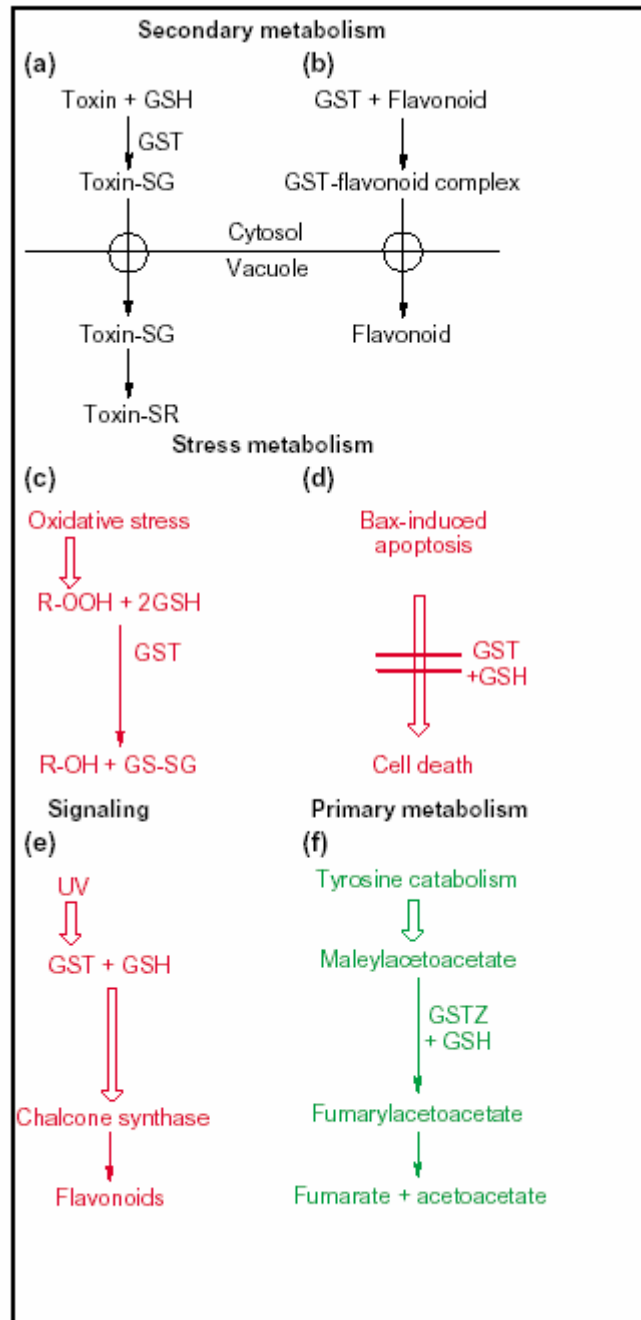 Secondary metabolism
(a)
Toxin + GSH
GST
Toxin-SG
Cytosol
Vacuole
Toxin-SG
Toxin-SR
(b)
GST + Flavonoid
GST-flavonoid complex
Flavonoid
Stress metabolism
(c)
Oxidative stress
R-OOH + 2GSH
GST
R-OH + GS-SG
(d)
Bax-induced
apoptosis
GST
+GSH
Cell death
Signaling
(e)
UV
GST + GSH
Chalcone synthase
Flavonoids
Primary metabolism
(f)
Tyrosine catabolism
Maleylacetoacetate
GSTZ
+ GSH
Fumarylacetoacetate
Fumarate + acetoacetate